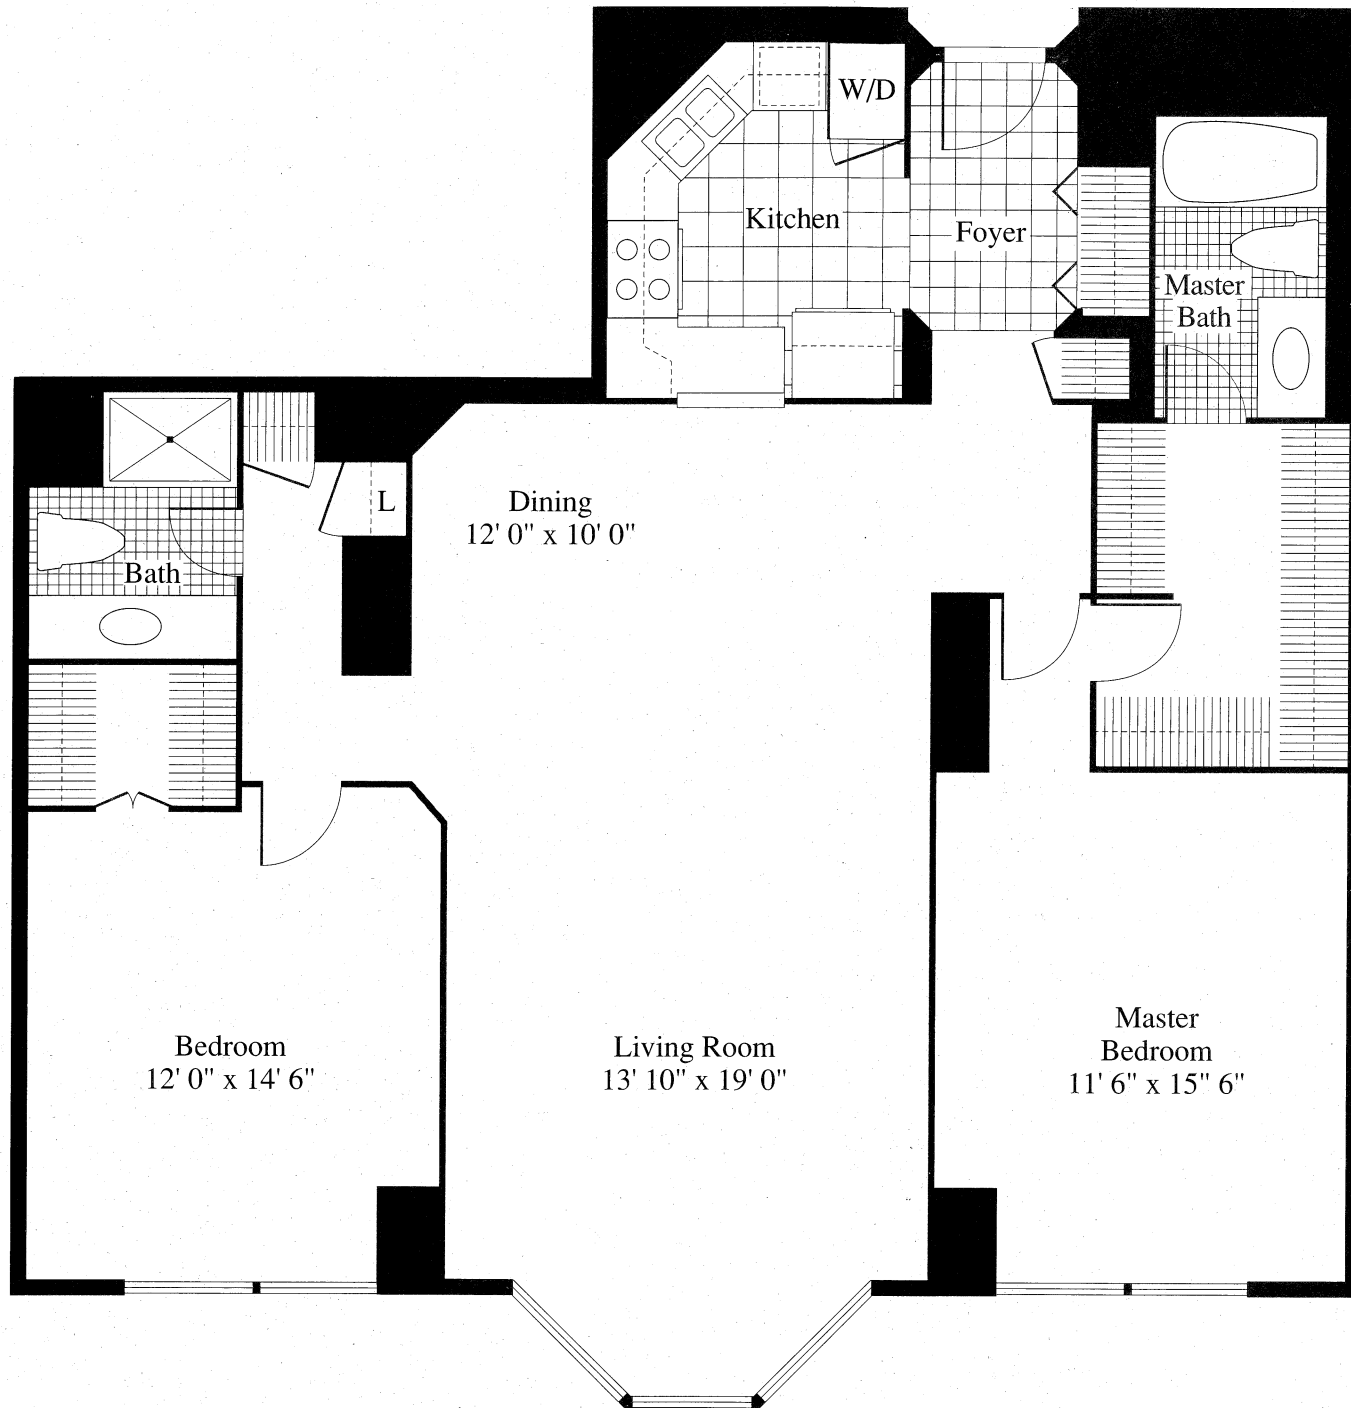 W/D
Kitchen
Foyer
Master
Bath
L
Dining
12' 0" x 10' 0"
Bath
Bedroom
12' 0" x 14' 6"
Living Room
13' 10" x 19' 0"
Master
Bedroom
11' 6" x 15" 6"